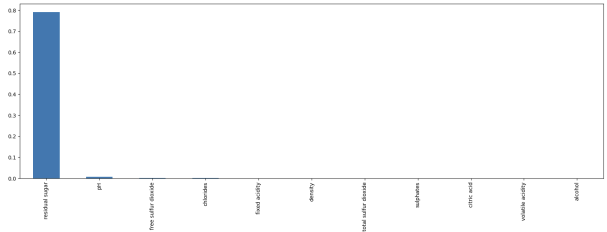 0.8
0.7
0.6
0.5
0.4
0.3
0.2
0.1
0.0
residual sugar
pH
free sulfur dioxide
chlorides
fixed acidity
density
total sulfur dioxide
sulphates
citric acid
volatile acidity
alcohol